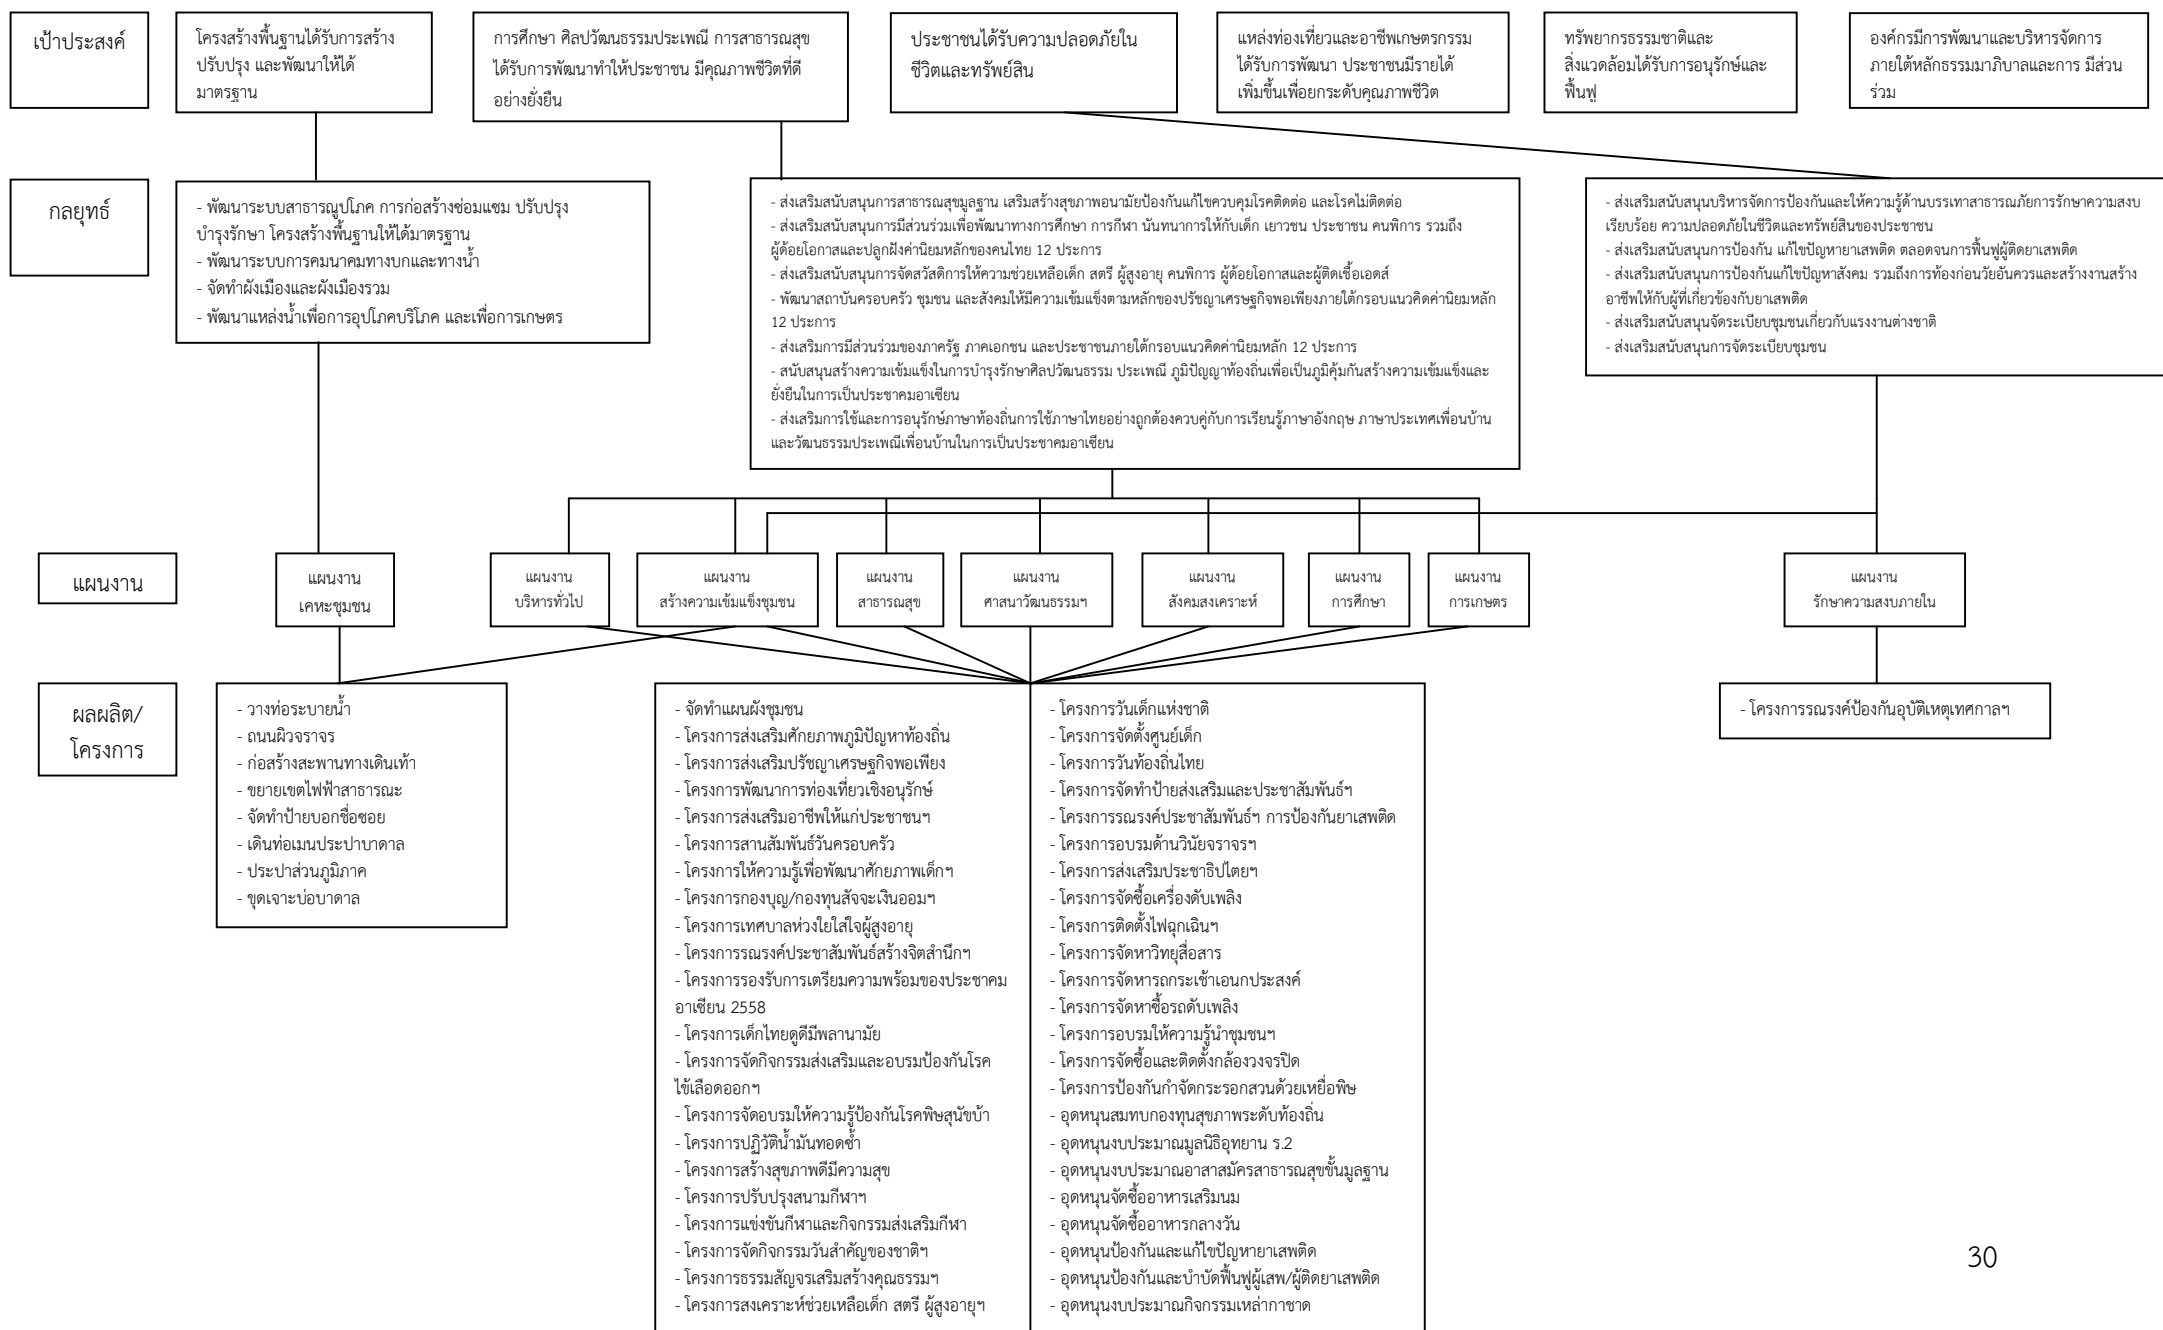 เป้าประสงค์
โครงสร้างพื้นฐานได้รับการสร้าง
ปรับปรุง และพัฒนาให้ได้
มาตรฐาน
การศึกษา ศิลปวัฒนธรรมประเพณี การสาธารณสุข
ได้รับการพัฒนาทำให้ประชาชน มีคุณภาพชีวิตที่ดี
อย่างยั่งยืน
ประชาชนได้รับความปลอดภัยใน
ชีวิตและทรัพย์สิน
แหล่งท่องเที่ยวและอาชีพเกษตรกรรม
ได้รับการพัฒนา ประชาชนมีรายได้
เพิ่มขึ้นเพื่อยกระดับคุณภาพชีวิต
ทรัพยากรธรรมชาติและ
สิ่งแวดล้อมได้รับการอนุรักษ์และ
ฟื้นฟู
องค์กรมีการพัฒนาและบริหารจัดการ
ภายใต้หลักธรรมมาภิบาลและการ มีส่วน
ร่วม
กลยุทธ์
- พัฒนาระบบสาธารณูปโภค การก่อสร้างซ่อมแซม ปรับปรุง
บำรุงรักษา โครงสร้างพื้นฐานให้ได้มาตรฐาน
- พัฒนาระบบการคมนาคมทางบกและทางน้ำ
- จัดทำผังเมืองและผังเมืองรวม
- พัฒนาแหล่งน้ำเพื่อการอุปโภคบริโภค และเพื่อการเกษตร
- ส่งเสริมสนับสนุนการสาธารณสุขมูลฐาน เสริมสร้างสุขภาพอนามัยป้องกันแก้ไขควบคุมโรคติดต่อ และโรคไม่ติดต่อ
- ส่งเสริมสนับสนุนการมีส่วนร่วมเพื่อพัฒนาทางการศึกษา การกีฬา นันทนาการให้กับเด็ก เยาวชน ประชาชน คนพิการ รวมถึง
ผู้ด้อยโอกาสและปลูกฝังค่านิยมหลักของคนไทย 12 ประการ
- ส่งเสริมสนับสนุนการจัดสวัสดิการให้ความช่วยเหลือเด็ก สตรี ผู้สูงอายุ คนพิการ ผู้ด้อยโอกาสและผู้ติดเชื้อเอดส์
- พัฒนาสถาบันครอบครัว ชุมชน และสังคมให้มีความเข้มแข็งตามหลักของปรัชญาเศรษฐกิจพอเพียงภายใต้กรอบแนวคิดค่านิยมหลัก
12 ประการ
- ส่งเสริมการมีส่วนร่วมของภาครัฐ ภาคเอกชน และประชาชนภายใต้กรอบแนวคิดค่านิยมหลัก 12 ประการ
- สนับสนุนสร้างความเข้มแข็งในการบำรุงรักษาศิลปวัฒนธรรม ประเพณี ภูมิปัญญาท้องถิ่นเพื่อเป็นภูมิคุ้มกันสร้างความเข้มแข็งและ
ยั่งยืนในการเป็นประชาคมอาเซียน
- ส่งเสริมการใช้และการอนุรักษ์ภาษาท้องถิ่นการใช้ภาษาไทยอย่างถูกต้องควบคู่กับการเรียนรู้ภาษาอังกฤษ ภาษาประเทศเพื่อนบ้าน
และวัฒนธรรมประเพณีเพื่อนบ้านในการเป็นประชาคมอาเซียน
- ส่งเสริมสนับสนุนบริหารจัดการป้องกันและให้ความรู้ด้านบรรเทาสาธารณภัยการรักษาความสงบ
เรียบร้อย ความปลอดภัยในชีวิตและทรัพย์สินของประชาชน
- ส่งเสริมสนับสนุนการป้องกัน แก้ไขปัญหายาเสพติด ตลอดจนการฟื้นฟูผู้ติดยาเสพติด
- ส่งเสริมสนับสนุนการป้องกันแก้ไขปัญหาสังคม รวมถึงการท้องก่อนวัยอันควรและสร้างงานสร้าง
อาชีพให้กับผู้ที่เกี่ยวข้องกับยาเสพติด
- ส่งเสริมสนับสนุนจัดระเบียบชุมชนเกี่ยวกับแรงงานต่างชาติ
- ส่งเสริมสนับสนุนการจัดระเบียบชุมชน
แผนงาน
แผนงาน
เคหะชุมชน
แผนงาน
บริหารทั่วไป
แผนงาน
สร้างความเข้มแข็งชุมชน
แผนงาน
สาธารณสุข
แผนงาน
ศาสนาวัฒนธรรมฯ
แผนงาน
สังคมสงเคราะห์
แผนงาน
การศึกษา
แผนงาน
การเกษตร
แผนงาน
รักษาความสงบภายใน
ผลผลิต/
โครงการ
- วางท่อระบายน้ำ
- ถนนผิวจราจร
- ก่อสร้างสะพานทางเดินเท้า
- ขยายเขตไฟฟ้าสาธารณะ
- จัดทำป้ายบอกชื่อซอย
- เดินท่อเมนประปาบาดาล
- ประปาส่วนภูมิภาค
- ขุดเจาะบ่อบาดาล
- จัดทำแผนผังชุมชน
- โครงการส่งเสริมศักยภาพภูมิปัญหาท้องถิ่น
- โครงการส่งเสริมปรัชญาเศรษฐกิจพอเพียง
- โครงการพัฒนาการท่องเที่ยวเชิงอนุรักษ์
- โครงการส่งเสริมอาชีพให้แก่ประชาชนฯ
- โครงการสานสัมพันธ์วันครอบครัว
- โครงการให้ความรู้เพื่อพัฒนาศักยภาพเด็กฯ
- โครงการกองบุญ/กองทุนสัจจะเงินออมฯ
- โครงการเทศบาลห่วงใยใส่ใจผู้สูงอายุ
- โครงการรณรงค์ประชาสัมพันธ์สร้างจิตสำนึกฯ
- โครงการรองรับการเตรียมความพร้อมของประชาคม
อาเซียน 2558
- โครงการเด็กไทยดูดีมีพลานามัย
- โครงการจัดกิจกรรมส่งเสริมและอบรมป้องกันโรค
ไข้เลือดออกฯ
- โครงการจัดอบรมให้ความรู้ป้องกันโรคพิษสุนัขบ้า
- โครงการปฏิวัติน้ำมันทอดซ้ำ
- โครงการสร้างสุขภาพดีมีความสุข
- โครงการปรับปรุงสนามกีฬาฯ
- โครงการแข่งขันกีฬาและกิจกรรมส่งเสริมกีฬา
- โครงการจัดกิจกรรมวันสำคัญของชาติฯ
- โครงการธรรมสัญจรเสริมสร้างคุณธรรมฯ
- โครงการสงเคราะห์ช่วยเหลือเด็ก สตรี ผู้สูงอายุฯ
- โครงการวันเด็กแห่งชาติ
- โครงการจัดตั้งศูนย์เด็ก
- โครงการวันท้องถิ่นไทย
- โครงการจัดทำป้ายส่งเสริมและประชาสัมพันธ์ฯ
- โครงการรณรงค์ประชาสัมพันธ์ฯ การป้องกันยาเสพติด
- โครงการอบรมด้านวินัยจราจรฯ
- โครงการส่งเสริมประชาธิปไตยฯ
- โครงการจัดซื้อเครื่องดับเพลิง
- โครงการติดตั้งไฟฉุกเฉินฯ
- โครงการจัดหาวิทยุสื่อสาร
- โครงการจัดหารถกระเช้าเอนกประสงค์
- โครงการจัดหาซื้อรถดับเพลิง
- โครงการอบรมให้ความรู้นำชุมชนฯ
- โครงการจัดซื้อและติดตั้งกล้องวงจรปิด
- โครงการป้องกันกำจัดกระรอกสวนด้วยเหยื่อพิษ
- อุดหนุนสมทบกองทุนสุขภาพระดับท้องถิ่น
- อุดหนุนงบประมาณมูลนิธิอุทยาน ร.2
- อุดหนุนงบประมาณอาสาสมัครสาธารณสุขขั้นมูลฐาน
- อุดหนุนจัดซื้ออาหารเสริมนม
- อุดหนุนจัดซื้ออาหารกลางวัน
- อุดหนุนป้องกันและแก้ไขปัญหายาเสพติด
- อุดหนุนป้องกันและบำบัดฟื้นฟูผู้เสพ/ผู้ติดยาเสพติด
- อุดหนุนงบประมาณกิจกรรมเหล่ากาชาด
- โครงการรณรงค์ป้องกันอุบัติเหตุเทศกาลฯ
30